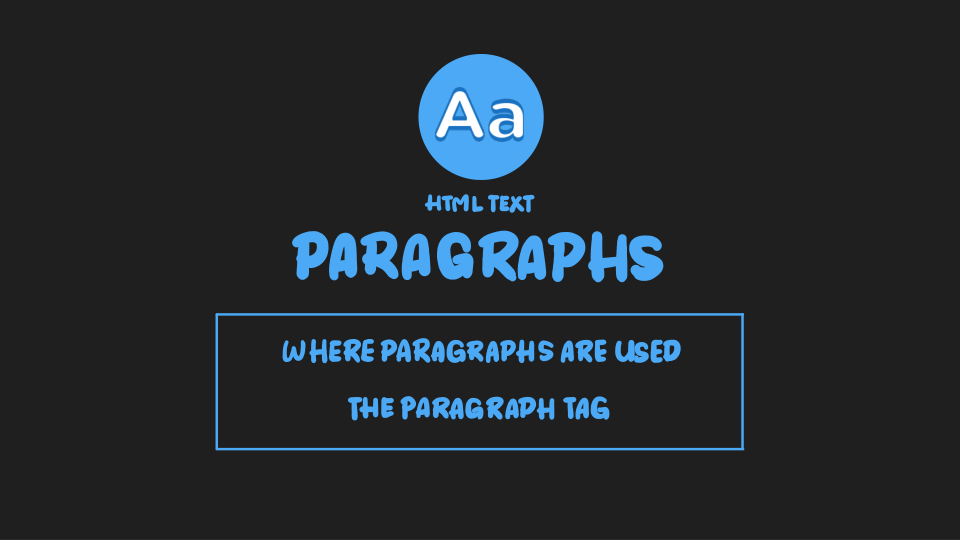 Aa
HTML TEXT
PARAGRAPHS
WHERE PARAGRAPHS ARE USED
THE PARAGRAPH TAG